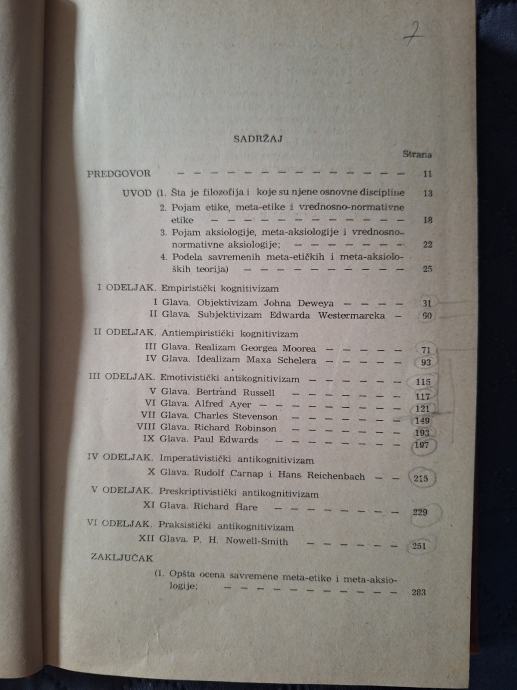 7
SADRŽAJ
Strana
PREDGOVOR — — — — — — — — — — — 11
UVOD (1. Šta je filozofija i koje su njene osnovne discipline 13
2. Pojam etike, meta-etike i vrednosno-normativne
etike — — — — — — — — — 18
3. Pojam aksiologije, meta-aksiologije i vrednosno-
normativne aksiologije; — — — — — — 22
4. Podela savremenih meta-etičkih i meta-aksiolo-
ških teorija) — — — — — — — — 25
I ODELJAK. Empiristički kognitivizam
I Glava. Objektivizam Johna Deweya — — — — 31
II Glava. Subjektivizam Edwarda Westermarcka — 60
II ODELJAK. Antiempiristički kognitivizam
III Glava. Realizam Georgea Moorea — — — — 71
IV Glava. Idealizam Maxa Schelera — — — — 93
III ODELJAK. Emotivistički antikognitivizam — — — — — 115
V Glava. Bertrand Russell — — — — — — 117
VI Glava. Alfred Ayer — — — — — — — 121
VII Glava. Charles Stevenson — — — — — 149
VIII Glava. Richard Robinson — — — — — 193
IX Glava. Paul Edwards — — — — — — 197
IV ODELJAK. Imperativistički antikognitivizam
X Glava. Rudolf Carnap i Hans Reichenbach — — 215
V ODELJAK. Preskriptivistički antikognitivizam
XI Glava. Richard Hare — — — — — — 229
VI ODELJAK. Praksistički antikognitivizam
XII Glava. P. H. Nowell-Smith — — — — — 251
ZAKLJUČAK
(1. Opšta ocena savremene meta-etike i meta-aksio-
logije; — — — — — — — — 283